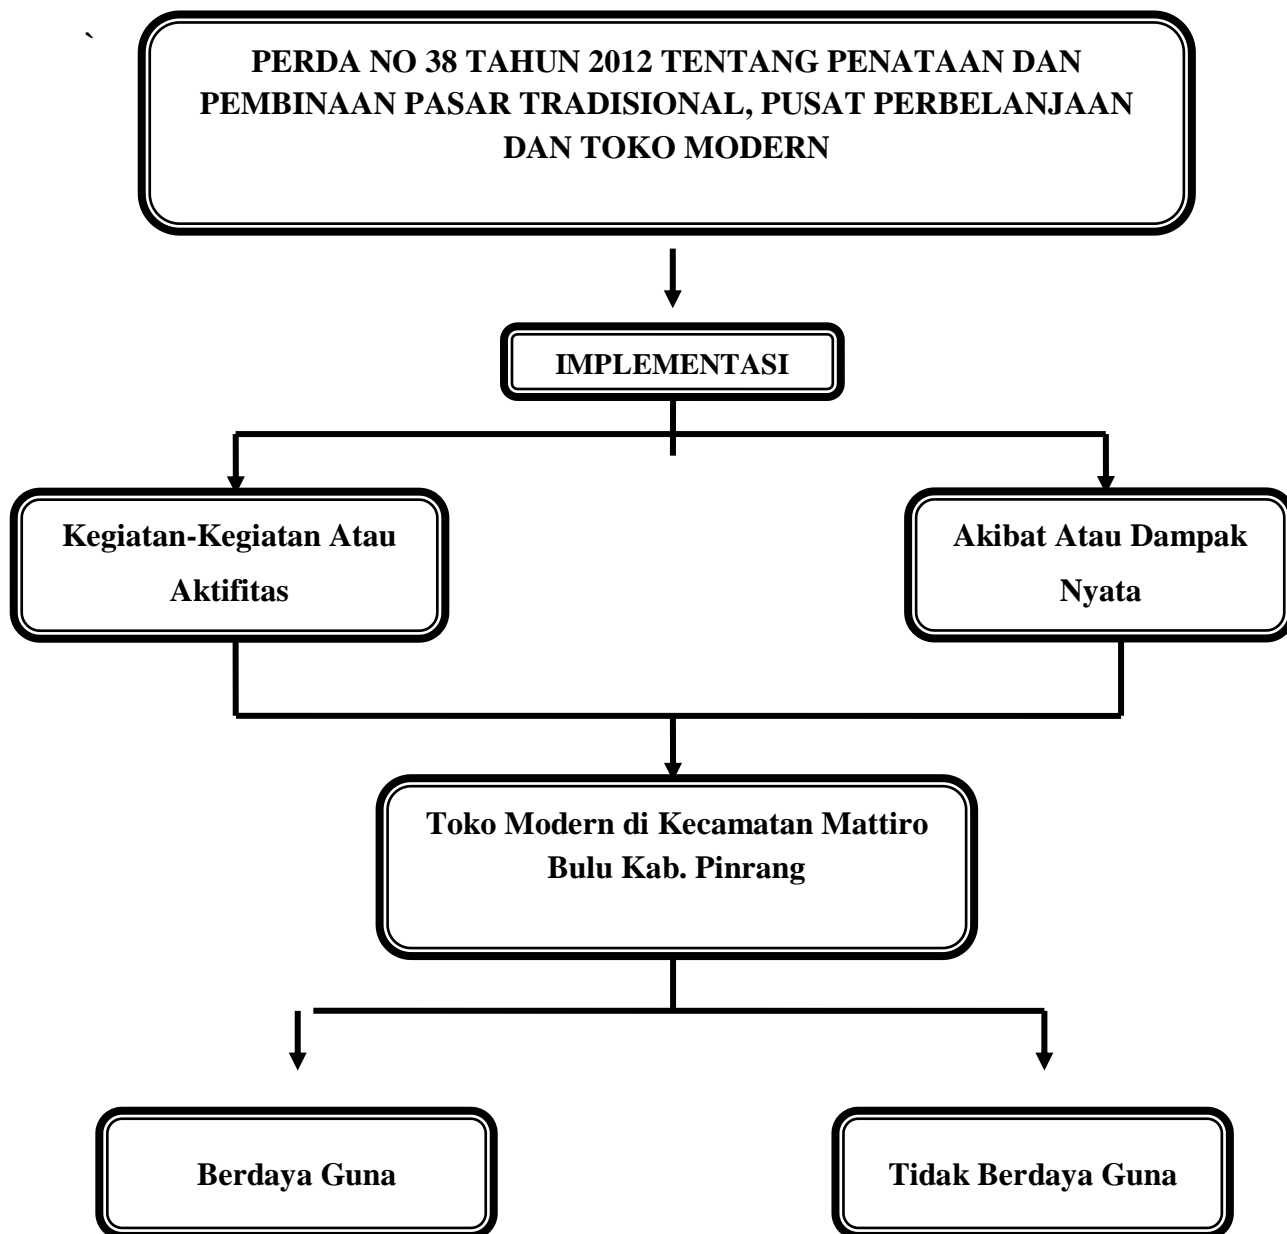 `
PERDA NO 38 TAHUN 2012 TENTANG PENATAAN DAN
PEMBINAAN PASAR TRADISIONAL, PUSAT PERBELANJAAN
DAN TOKO MODERN
IMPLEMENTASI
Kegiatan-Kegiatan Atau
Aktifitas
Akibat Atau Dampak
Nyata
Toko Modern di Kecamatan Mattiro
Bulu Kab. Pinrang
Berdaya Guna
Tidak Berdaya Guna